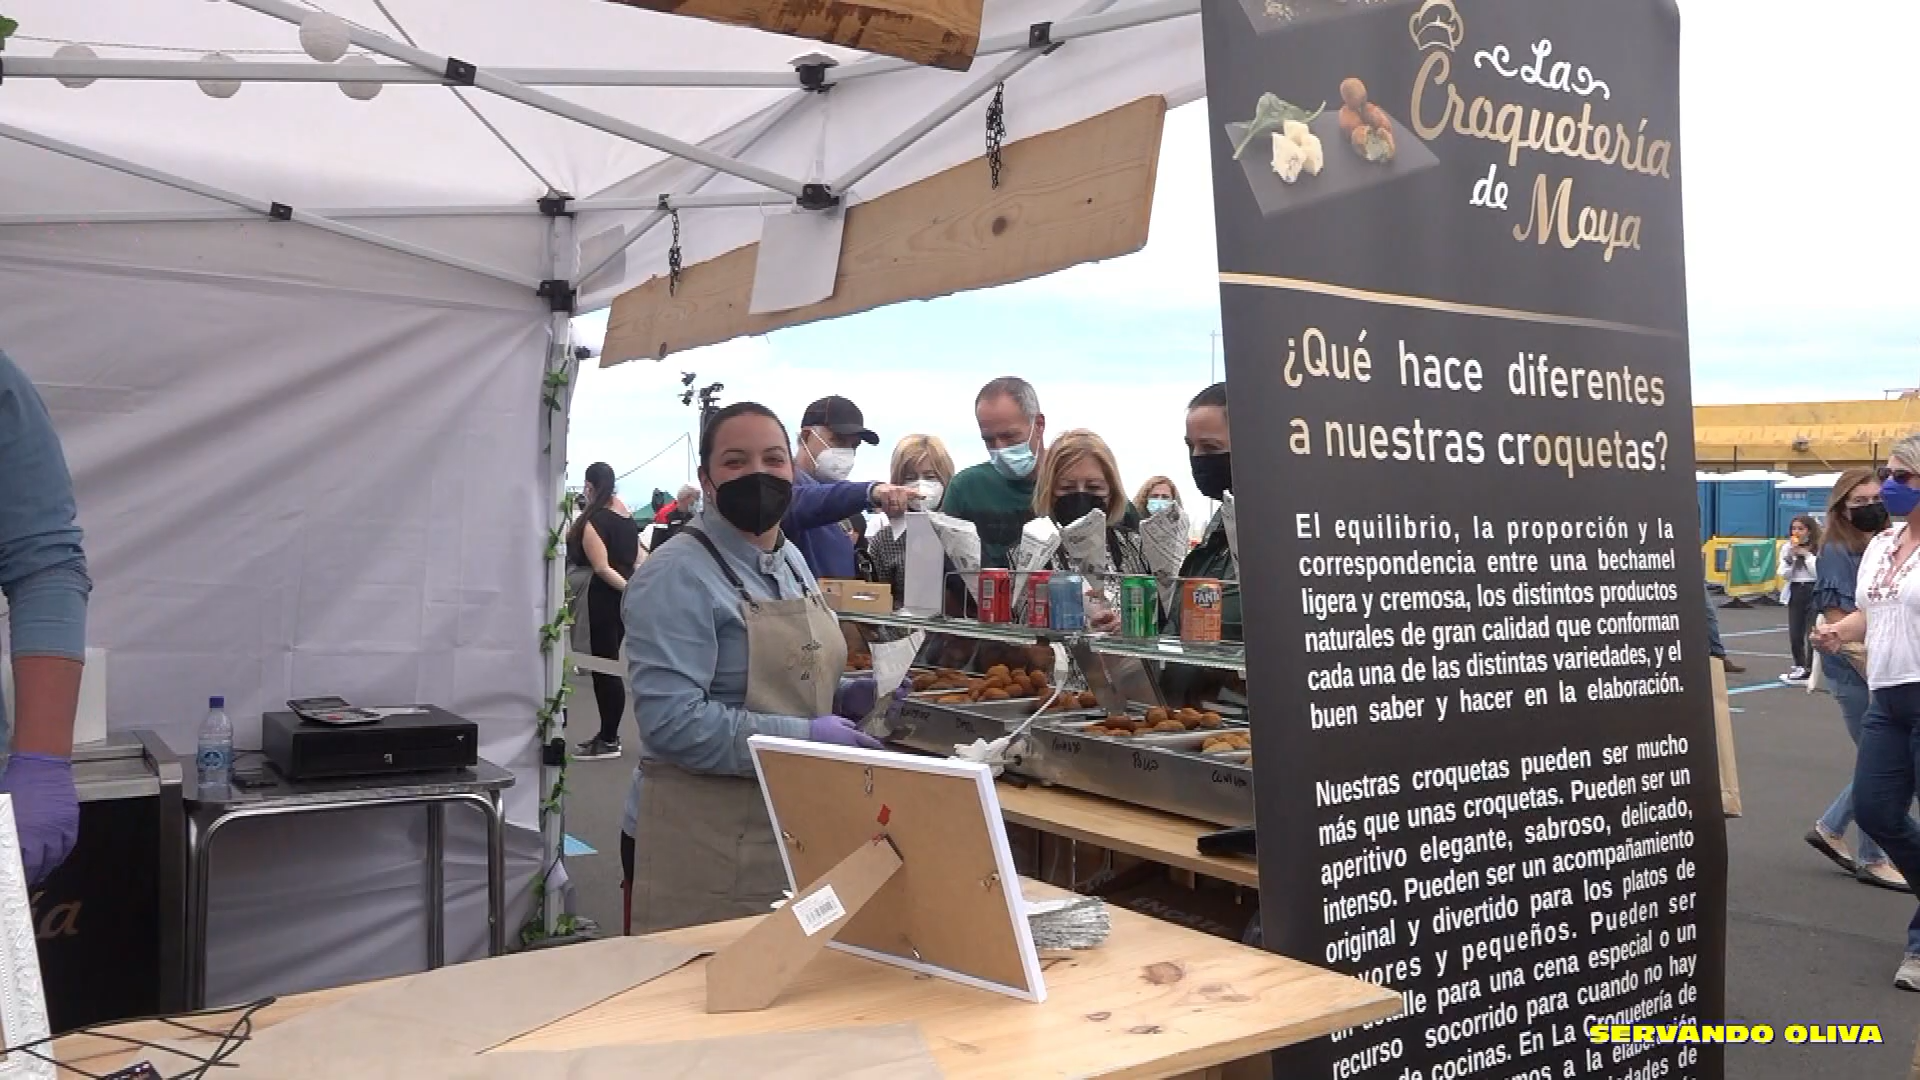 La
Croquetería
de Moya
¿Qué hace diferentes
a nuestras croquetas?
El equilibrio, la proporción y la
correspondencia entre una bechamel
ligera y cremosa, los distintos productos
naturales de gran calidad que conforman
cada una de las distintas variedades, y el
buen saber y hacer en la elaboración.
Nuestras croquetas pueden ser mucho
más que unas croquetas. Pueden ser un
aperitivo elegante, sabroso, delicado,
intenso. Pueden ser un acompañamiento
original y divertido para los platos de
y pequeños. Pueden ser
para una cena especial o un
recurso socorrido para cuando no hay
de cocinas. En La Croquetería de
a la
de
FANTA
POLLO
SERVANDO OLIVA